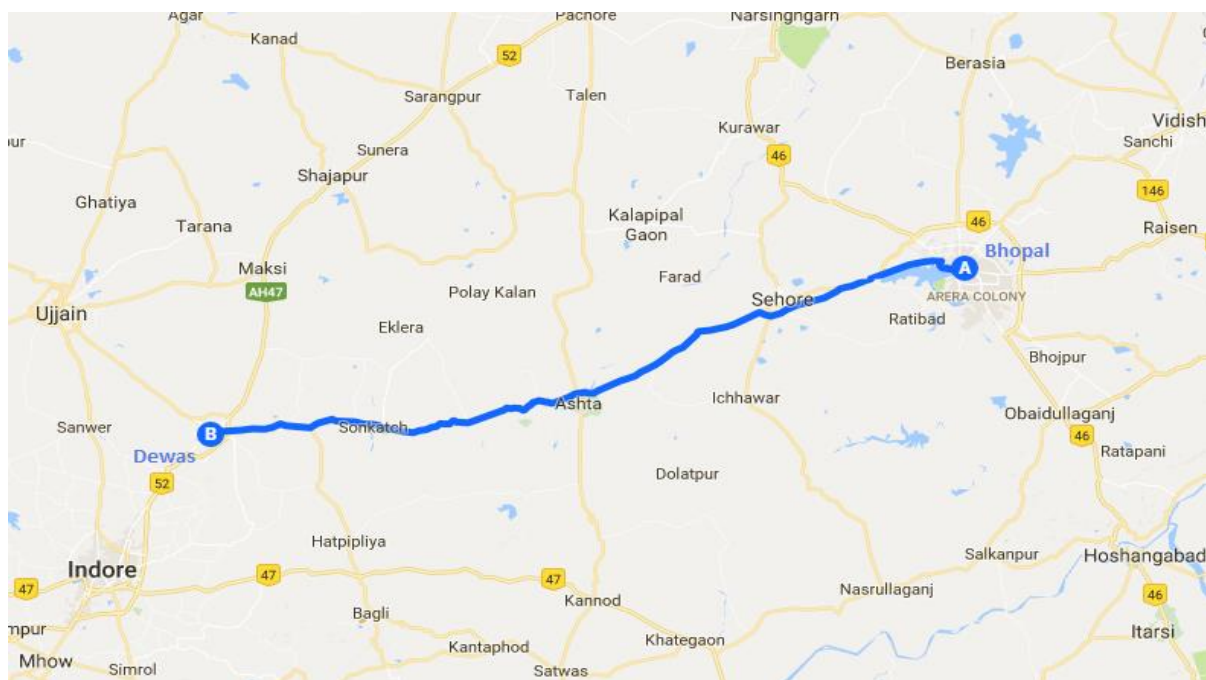 Agar
Pachore
Narsinghgarh
Kanad
52
Berasia
Sarangpur
Talen
Kurawar
Vidish
Sanchi
Sunera
46
Shajapur
146
Ghatiya
Tarana
Kalapipal
Gaon
46
Raisen
Bhopal
Maksi
Farad
A
AH47
Polay Kalan
ARERA COLONY
Ujjain
Sehore
Ratibad
Eklera
Bhojpur
Ichhawar
Ashta
Obaidullaganj
Sanwer
B
Sonkatch
46
Dewas
Ratapani
52
Dolatpur
Hatpipliya
Salkanpur
Hoshangabad
Indore
47
47
47
Nasrullaganj
46
Kannod
Bagli
mpur
Khategaon
Itarsi
Kantaphod
Mhow
Simrol
Satwas